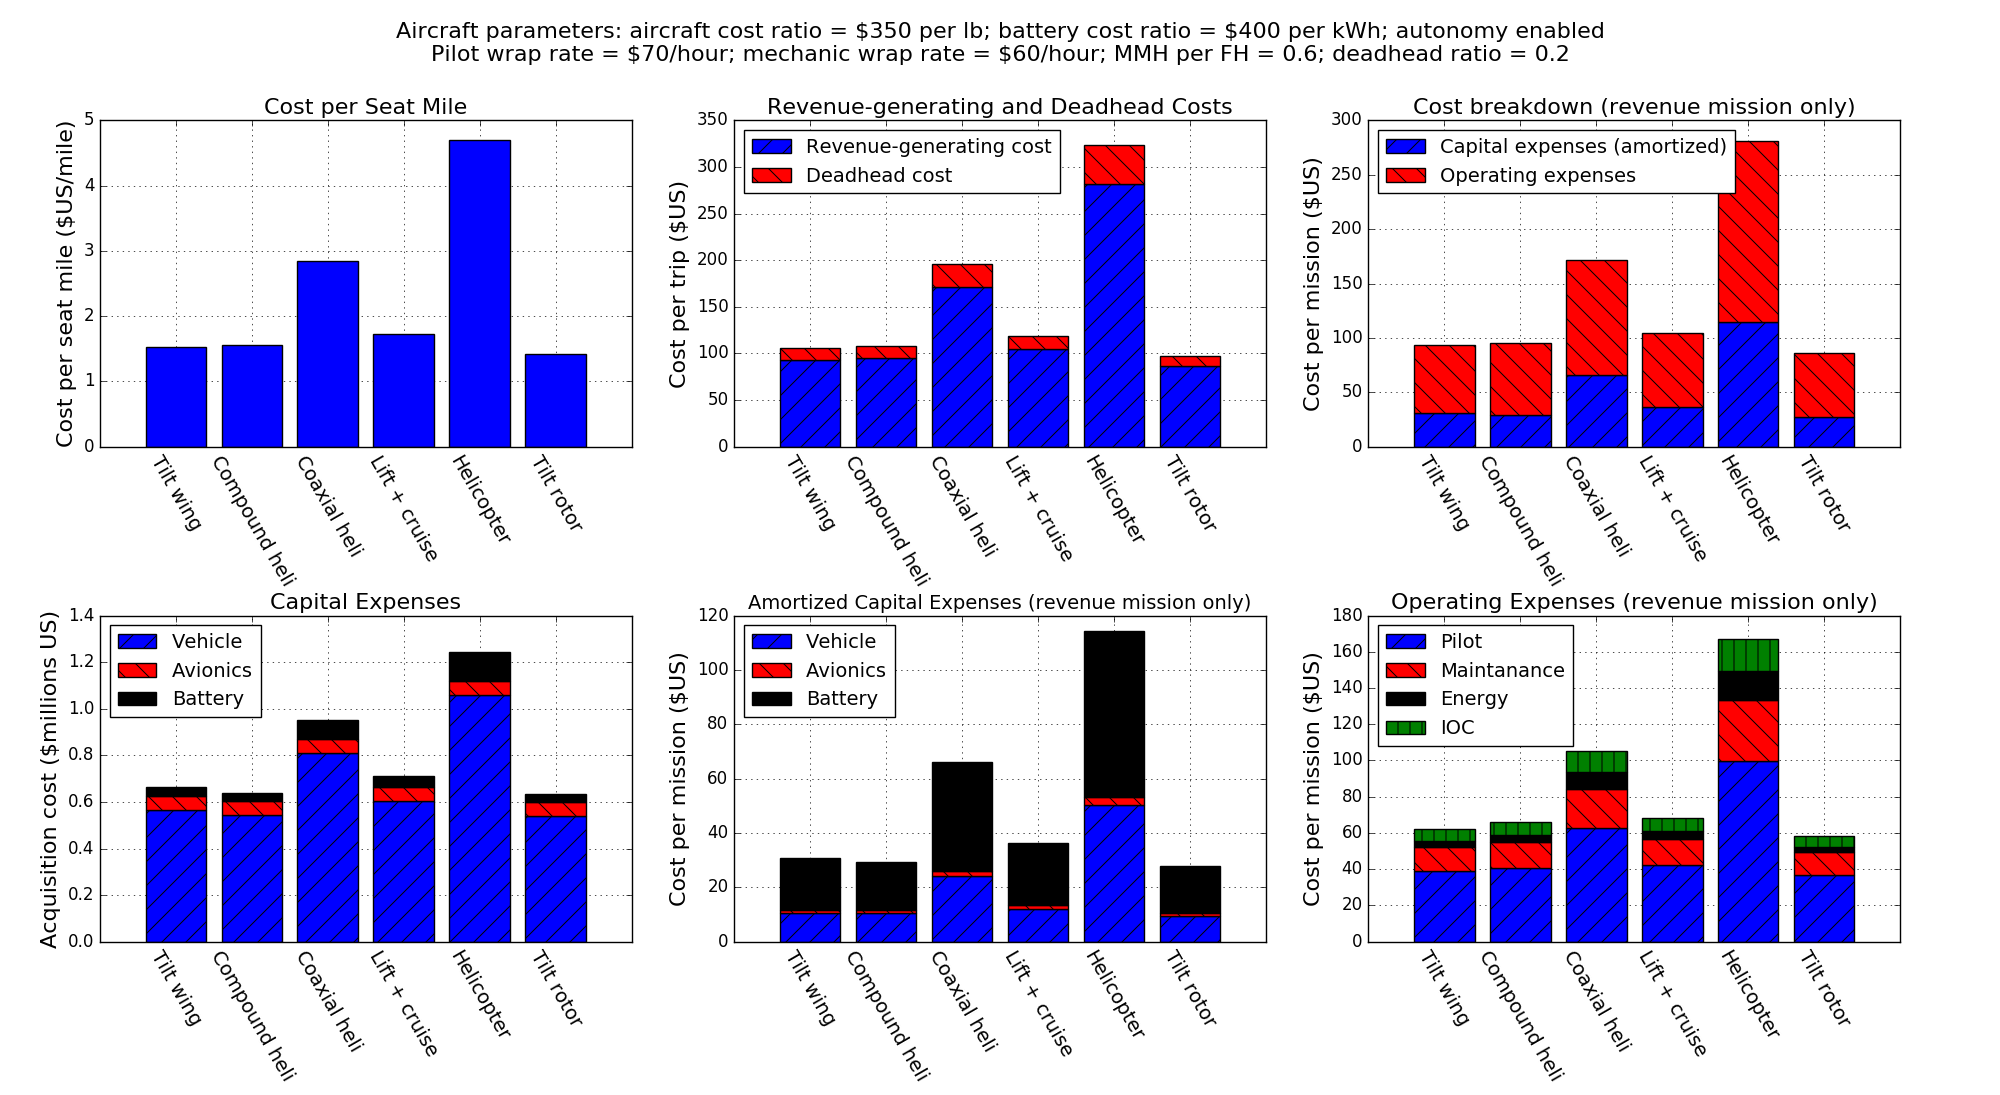 Aircraft parameters: aircraft cost ratio = $350 per lb; battery cost ratio = $400 per kWh; autonomy enabled
Pilot wrap rate = $70/hour; mechanic wrap rate = $60/hour; MMH per FH = 0.6; deadhead ratio = 0.2
Cost per Seat Mile
Cost per seat mile ($US/mile)
5
4
3
2
1
0
Tilt wing
Compound heli
Coaxial heli
Lift + cruise
Helicopter
Tilt rotor
Revenue-generating and Deadhead Costs
Cost per trip ($US)
350
300
250
200
150
100
50
0
Revenue-generating cost
Deadhead cost
Tilt wing
Compound heli
Coaxial heli
Lift + cruise
Helicopter
Tilt rotor
Cost breakdown (revenue mission only)
Cost per mission ($US)
300
250
200
150
100
50
0
Capital expenses (amortized)
Operating expenses
Tilt wing
Compound heli
Coaxial heli
Lift + cruise
Helicopter
Tilt rotor
Capital Expenses
Acquisition cost ($millions US)
1.4
1.2
1.0
0.8
0.6
0.4
0.2
0.0
Vehicle
Avionics
Battery
Tilt wing
Compound heli
Coaxial heli
Lift + cruise
Helicopter
Tilt rotor
Amortized Capital Expenses (revenue mission only)
Cost per mission ($US)
120
100
80
60
40
20
0
Vehicle
Avionics
Battery
Tilt wing
Compound heli
Coaxial heli
Lift + cruise
Helicopter
Tilt rotor
Operating Expenses (revenue mission only)
Cost per mission ($US)
180
160
140
120
100
80
60
40
20
0
Pilot
Maintanance
Energy
IOC
Tilt wing
Compound heli
Coaxial heli
Lift + cruise
Helicopter
Tilt rotor